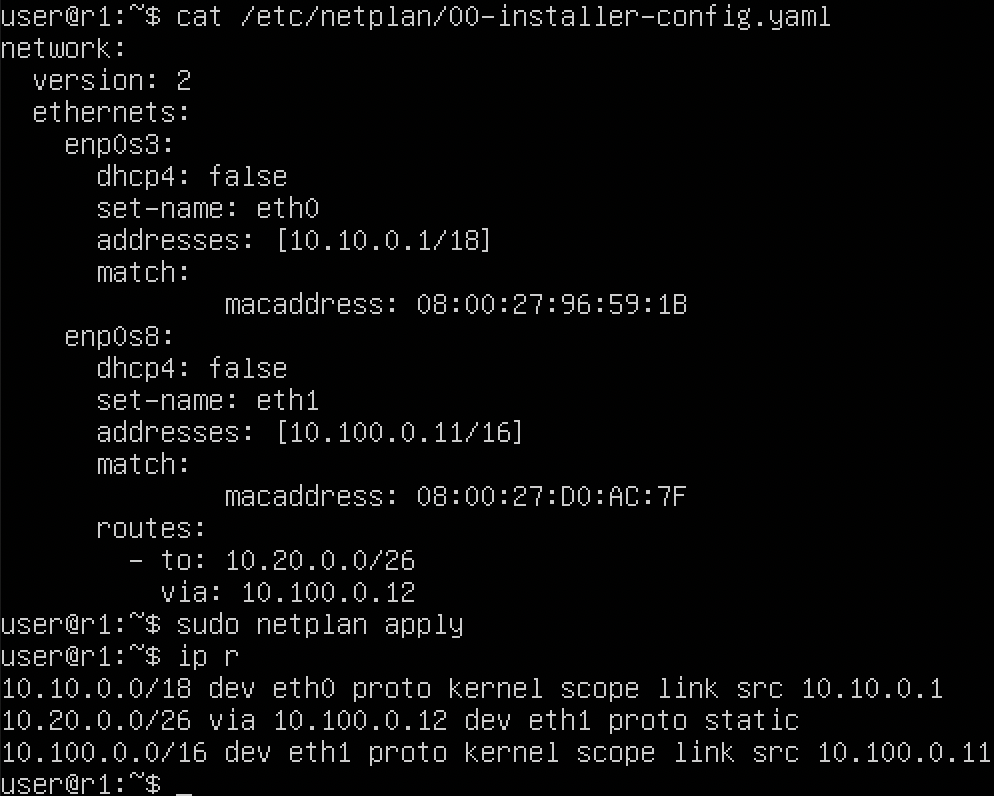 user@r1:~$ cat /etc/netplan/00-installer-config.yaml
network:
  version: 2
  ethernets:
    enp0s3:
      dhcp4: false
      set-name: eth0
      addresses: [10.10.0.1/18]
      match:
              macaddress: 08:00:27:96:59:1B
    enp0s8:
      dhcp4: false
      set-name: eth1
      addresses: [10.100.0.11/16]
      match:
              macaddress: 08:00:27:D0:AC:7F
      routes:
        - to: 10.20.0.0/26
          via: 10.100.0.12
user@r1:~$ sudo netplan apply
user@r1:~$ ip r
10.10.0.0/18 dev eth0 proto kernel scope link src 10.10.0.1
10.20.0.0/26 via 10.100.0.12 dev eth1 proto static
10.100.0.0/16 dev eth1 proto kernel scope link src 10.100.0.11
user@r1:~$ _